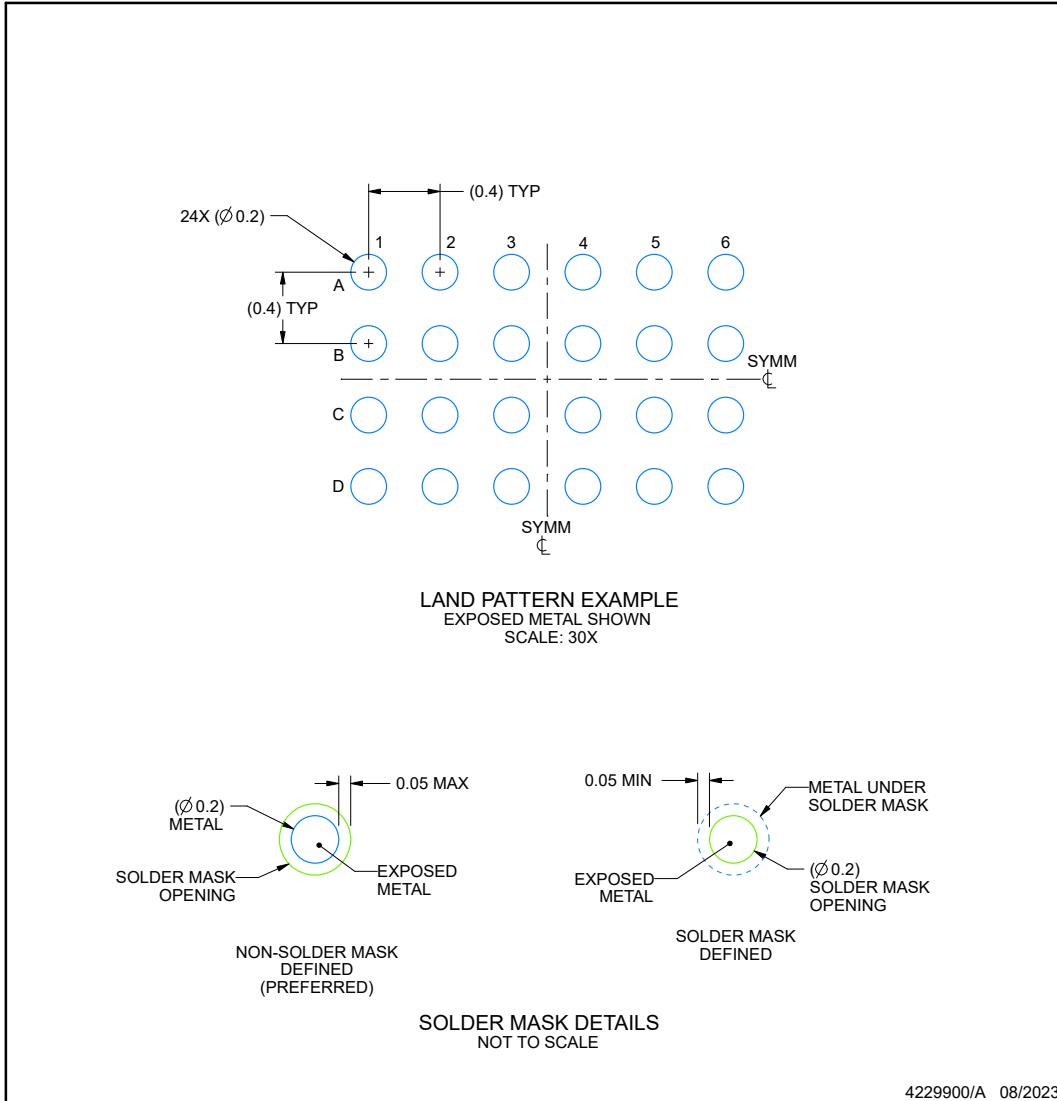 (0.4) TYP
24X (∅ 0.2)
1 2 3 4 5 6
A
(0.4) TYP
B
SYMM
℄
C
D
SYMM
℄
LAND PATTERN EXAMPLE
EXPOSED METAL SHOWN
SCALE: 30X
0.05 MAX
(∅ 0.2)
METAL
SOLDER MASK
OPENING
EXPOSED
METAL
NON-SOLDER MASK
DEFINED
(PREFERRED)
0.05 MIN
METAL UNDER
SOLDER MASK
(∅ 0.2)
SOLDER MASK
OPENING
EXPOSED
METAL
SOLDER MASK
DEFINED
SOLDER MASK DETAILS
NOT TO SCALE
4229900/A 08/2023